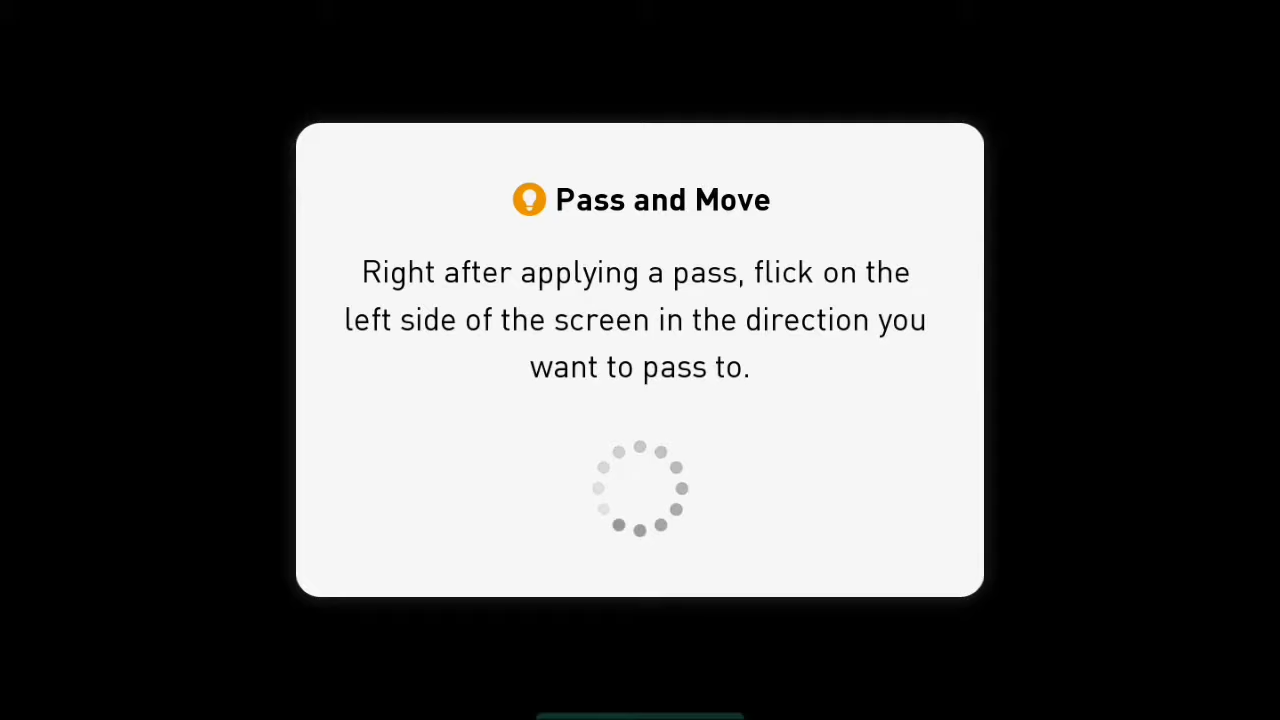 Pass and Move
Right after applying a pass, flick on the
left side of the screen in the direction you
want to pass to.